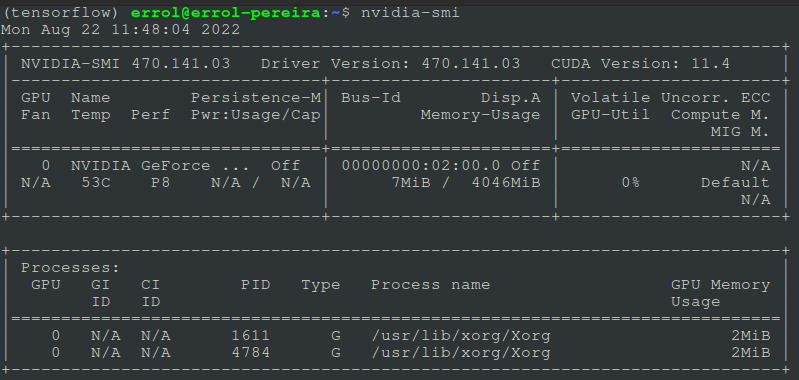 (tensorflow) errol@errol-pereira:~$ nvidia-smi
Mon Aug 22 11:48:04 2022
+-----------------------------------------------------------------------------+
| NVIDIA-SMI 470.141.03   Driver Version: 470.141.03   CUDA Version: 11.4     |
|-------------------------------+----------------------+----------------------+
| GPU  Name        Persistence-M| Bus-Id        Disp.A | Volatile Uncorr. ECC |
| Fan  Temp  Perf  Pwr:Usage/Cap|         Memory-Usage | GPU-Util  Compute M. |
|                               |                      |               MIG M. |
|===============================+======================+======================|
|   0  NVIDIA GeForce ...  Off  | 00000000:02:00.0 Off |                  N/A |
| N/A   53C    P8    N/A /  N/A |      7MiB /  4046MiB |      0%      Default |
|                               |                      |                  N/A |
+-------------------------------+----------------------+----------------------+
+-----------------------------------------------------------------------------+
| Processes:                                                                  |
|  GPU   GI   CI        PID   Type   Process name                  GPU Memory |
|        ID   ID                                                   Usage      |
|=============================================================================|
|    0   N/A  N/A      1611      G   /usr/lib/xorg/Xorg                  2MiB |
|    0   N/A  N/A      4784      G   /usr/lib/xorg/Xorg                  2MiB |
+-----------------------------------------------------------------------------+